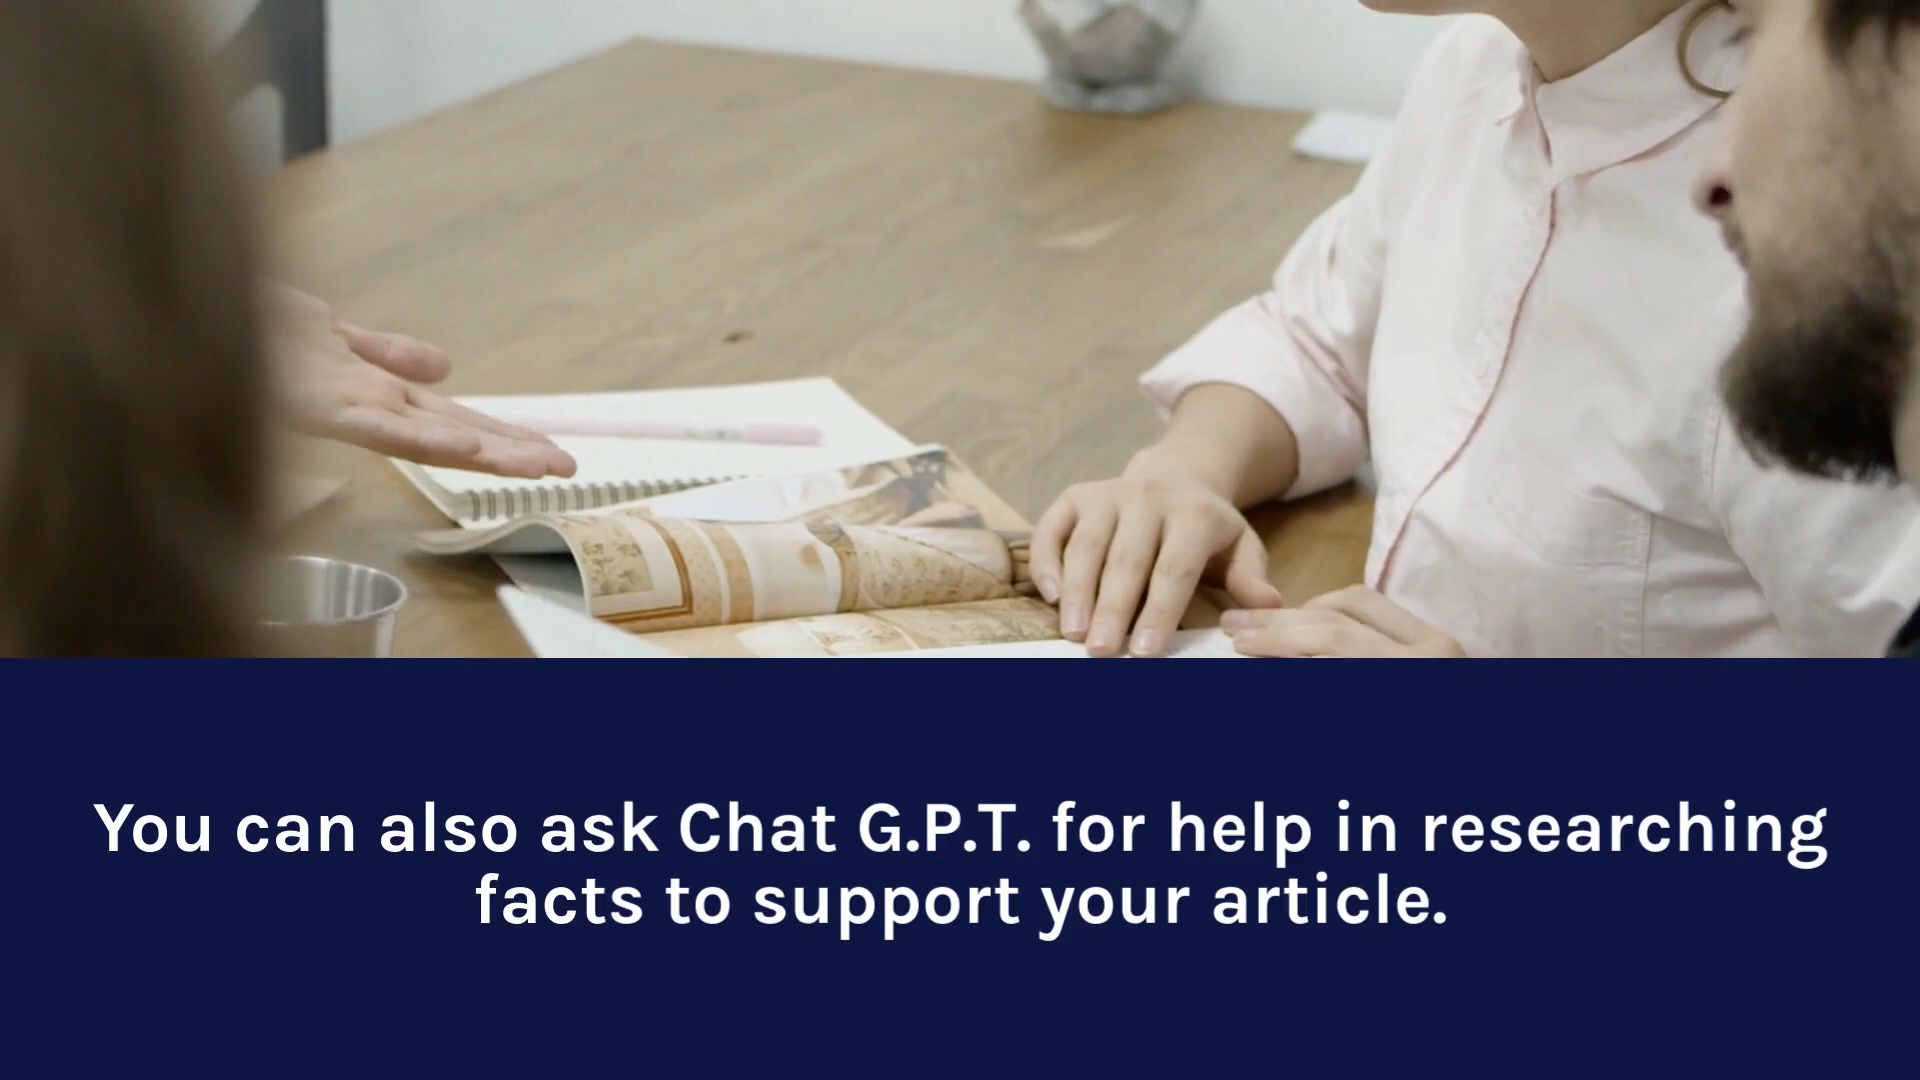 You can also ask Chat G.P.T. for help in researching
facts to support your article.